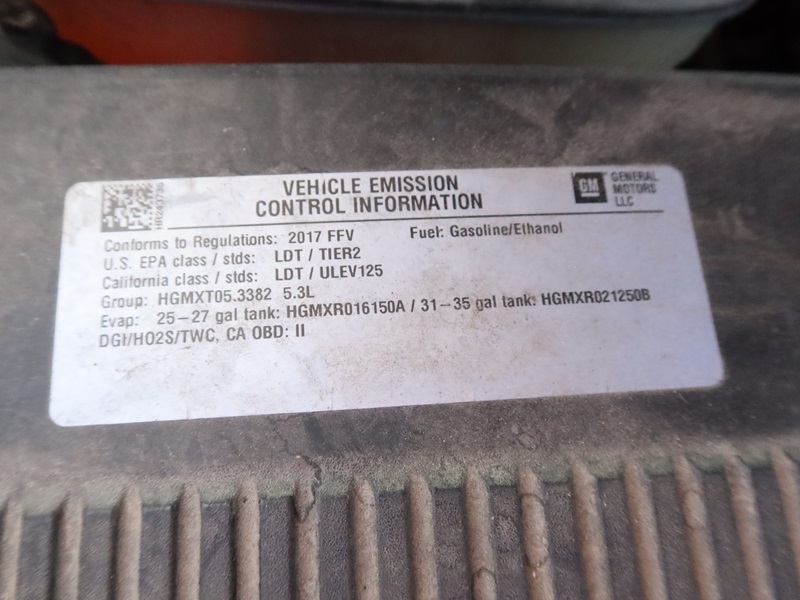 VEHICLE EMISSION
CONTROL INFORMATION
GM
GENERAL
MOTORS
LLC
Conforms to Regulations: 2017 FFV Fuel: Gasoline/Ethanol
U.S. EPA class / stds: LDT / TIER2
California class / stds: LDT / ULEV125
Group: HGMXT05.3382 5.3L
Evap: 25-27 gal tank: HGMXR016150A / 31-35 gal tank: HGMXR021250B
DGI/HO2S/TWC, CA OBD: II